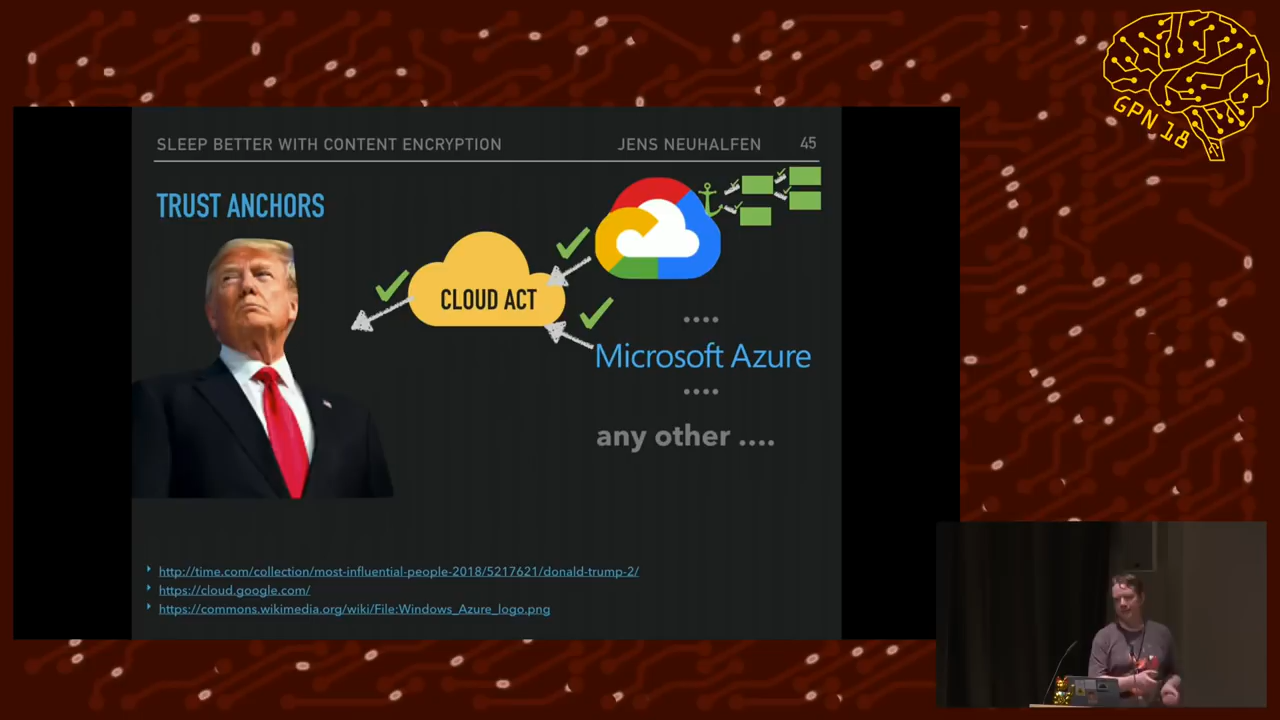 GPN 18
SLEEP BETTER WITH CONTENT ENCRYPTION JENS NEUHALFEN 45
TRUST ANCHORS
CLOUD ACT
....
Microsoft Azure
....
any other ....
http://time.com/collection/most-influential-people-2018/5217621/donald-trump-2/
https://cloud.google.com/
https://commons.wikimedia.org/wiki/File:Windows_Azure_logo.png